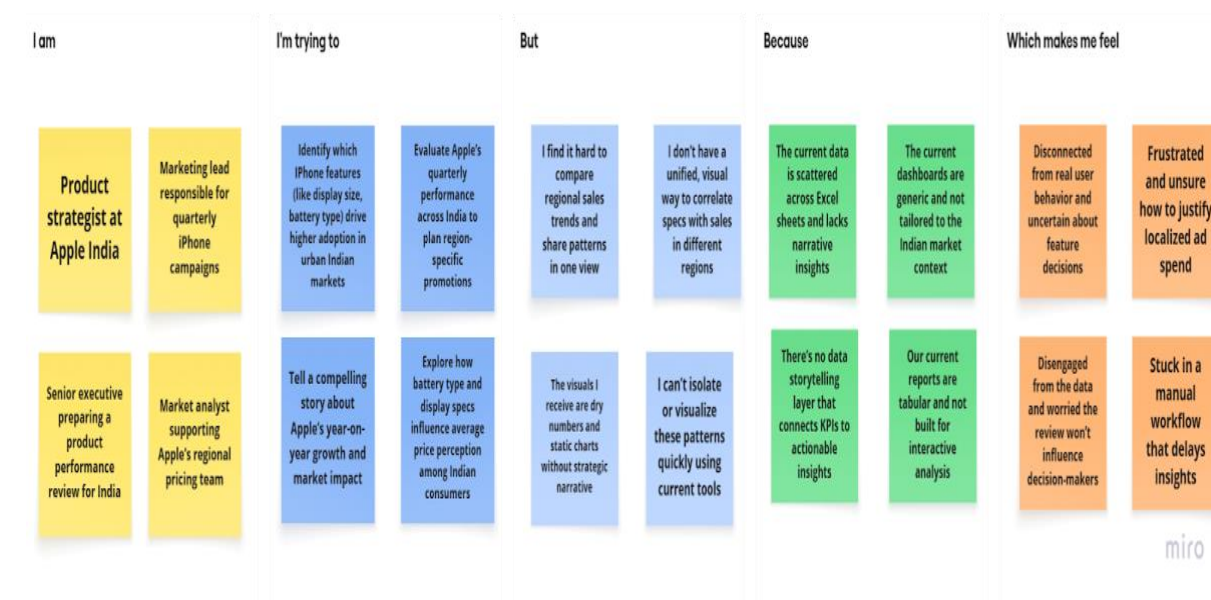 I am
Product
strategist at
Apple India
Marketing lead
responsible for
quarterly
iPhone
campaigns
Senior executive
preparing a
product
performance
review for India
Market analyst
supporting
Apple's regional
pricing team
I'm trying to
Identify which
iPhone features
(like display size,
battery type) drive
higher adoption in
urban Indian
markets
Evaluate Apple's
quarterly
performance
across India to
plan region-
specific
promotions
Tell a compelling
story about
Apple's year-on-
year growth and
market impact
Explore how
battery type and
display specs
influence average
price perception
among Indian
consumers
But
I find it hard to
compare
regional sales
trends and
share patterns
in one view
I don't have a
unified, visual
way to correlate
specs with sales
in different
regions
The visuals I
receive are dry
numbers and
static charts
without strategic
narrative
I can't isolate
or visualize
these patterns
quickly using
current tools
Because
The current data
is scattered
across Excel
sheets and lacks
narrative
insights
The current
dashboards are
generic and not
tailored to the
Indian market
context
There's no data
storytelling
layer that
connects KPIs to
actionable
insights
Our current
reports are
tabular and not
built for
interactive
analysis
Which makes me feel
Disconnected
from real user
behavior and
uncertain about
feature
decisions
Frustrated
and unsure
how to justify
localized ad
spend
Disengaged
from the data
and worried the
review won't
influence
decision-makers
Stuck in a
manual
workflow
that delays
insights
miro